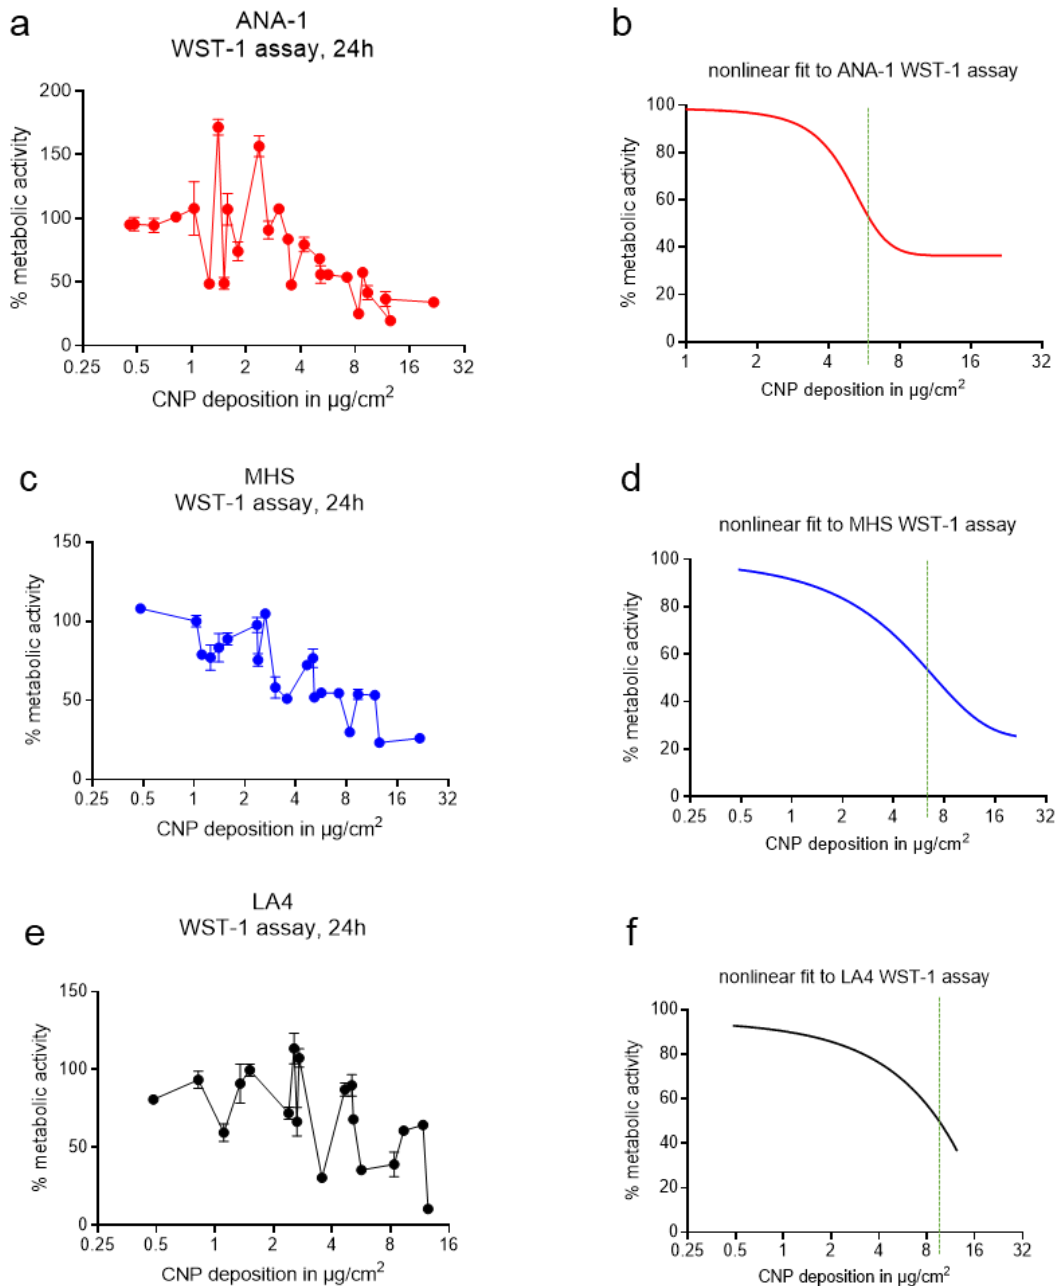 a
ANA-1
WST-1 assay, 24h
% metabolic activity
200
150
100
50
0
0.25 0.5 1 2 4 8 16 32
CNP deposition in µg/cm²
b
nonlinear fit to ANA-1 WST-1 assay
% metabolic activity
100
80
60
40
20
0
1 2 4 8 16 32
CNP deposition in µg/cm²
c
MHS
WST-1 assay, 24h
% metabolic activity
150
100
50
0
0.25 0.5 1 2 4 8 16 32
CNP deposition in µg/cm²
d
nonlinear fit to MHS WST-1 assay
% metabolic activity
100
80
60
40
20
0
0.25 0.5 1 2 4 8 16 32
CNP deposition in µg/cm²
e
LA4
WST-1 assay, 24h
% metabolic activity
150
100
50
0
0.25 0.5 1 2 4 8 16
CNP deposition in µg/cm²
f
nonlinear fit to LA4 WST-1 assay
% metabolic activity
100
80
60
40
20
0
0.25 0.5 1 2 4 8 16 32
CNP deposition in µg/cm²